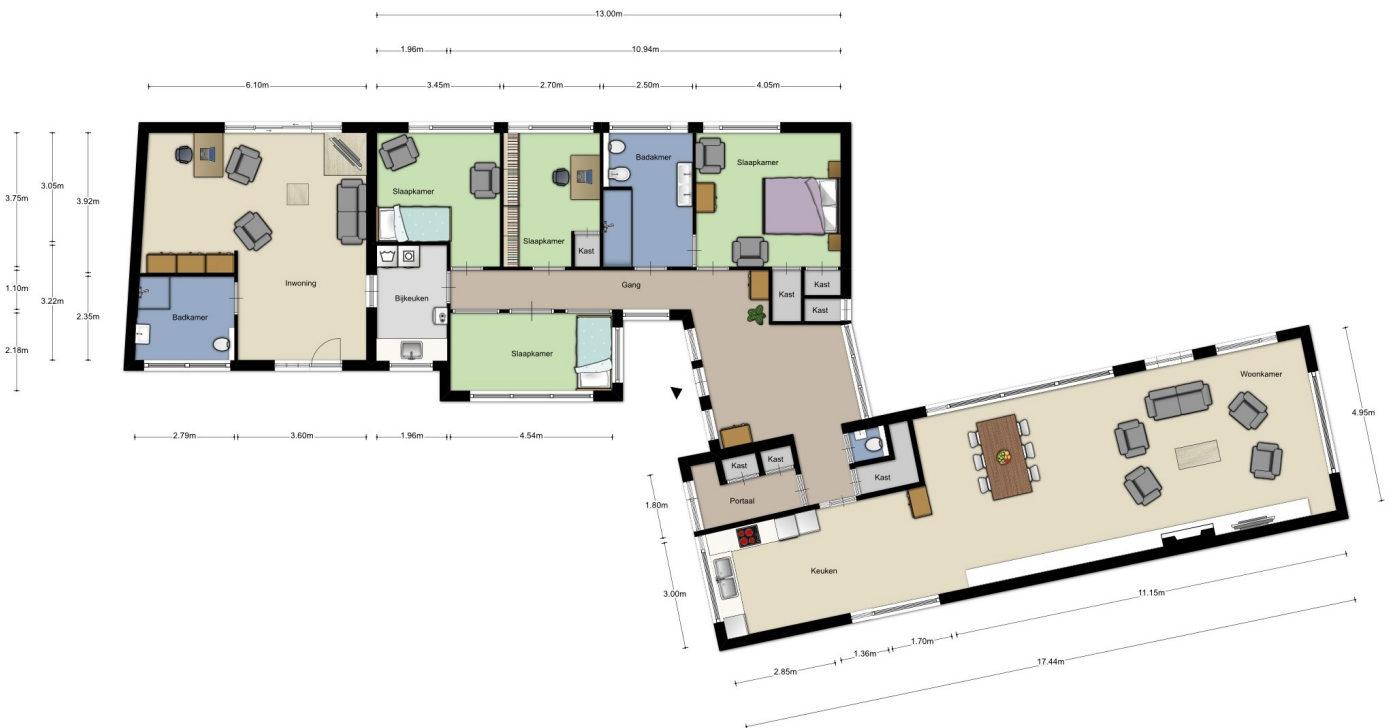 13.00m
1.96m
10.94m
6.10m
3.45m
2.70m
2.50m
4.05m
3.75m
3.05m
3.92m
1.10m
3.22m
2.35m
2.18m
Slaapkamer
Badakmer
Slaapkamer
Slaapkamer
Kast
Inwoning
Gang
Kast
Kast
Bijkeuken
Kast
Badkamer
Slaapkamer
Woonkamer
4.95m
2.79m
3.60m
1.96m
4.54m
Kast
Kast
Kast
Portaal
1.80m
Keuken
3.00m
11.15m
1.70m
1.36m
2.85m
17.44m